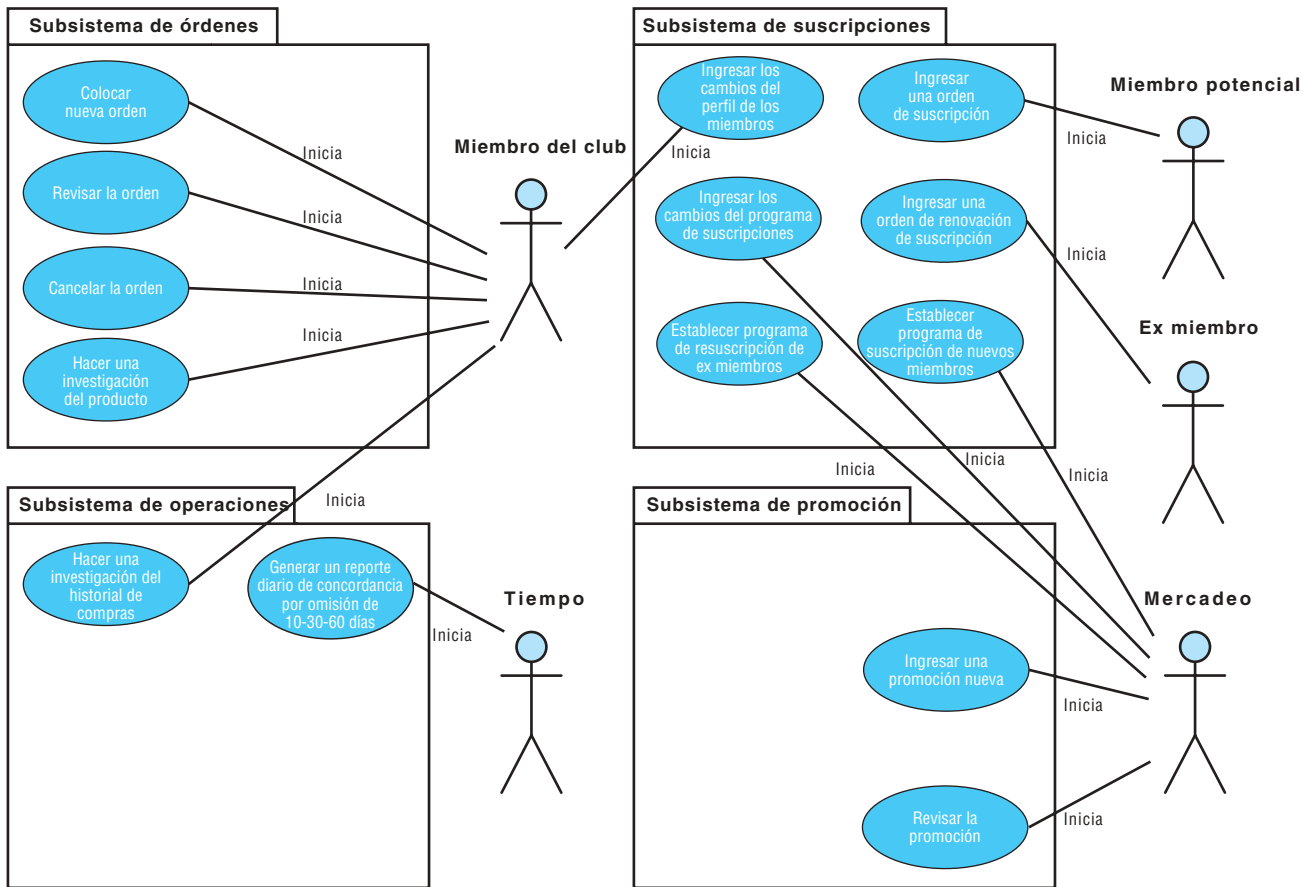 Subsistema de órdenes
Colocar
nueva orden
Revisar la orden
Cancelar la orden
Hacer una
investigación
del producto
Inicia
Inicia
Inicia
Inicia
Miembro del club
Subsistema de suscripciones
Ingresar los
cambios del
perfil de los
miembros
Ingresar
una orden
de suscripción
Inicia
Ingresar los
cambios del programa
de suscripciones
Ingresar una
orden de renovación
de suscripción
Establecer programa
de resuscripción de
ex miembros
Establecer
programa de
suscripción de nuevos
miembros
Miembro potencial
Inicia
Inicia
Ex miembro
Inicia
Inicia
Inicia
Subsistema de operaciones
Inicia
Hacer una
investigación del
historial de
compras
Generar un reporte
diario de concordancia
por omisión de
10-30-60 días
Inicia
Tiempo
Subsistema de promoción
Ingresar una
promoción nueva
Revisar la
promoción
Inicia
Inicia
Mercadeo